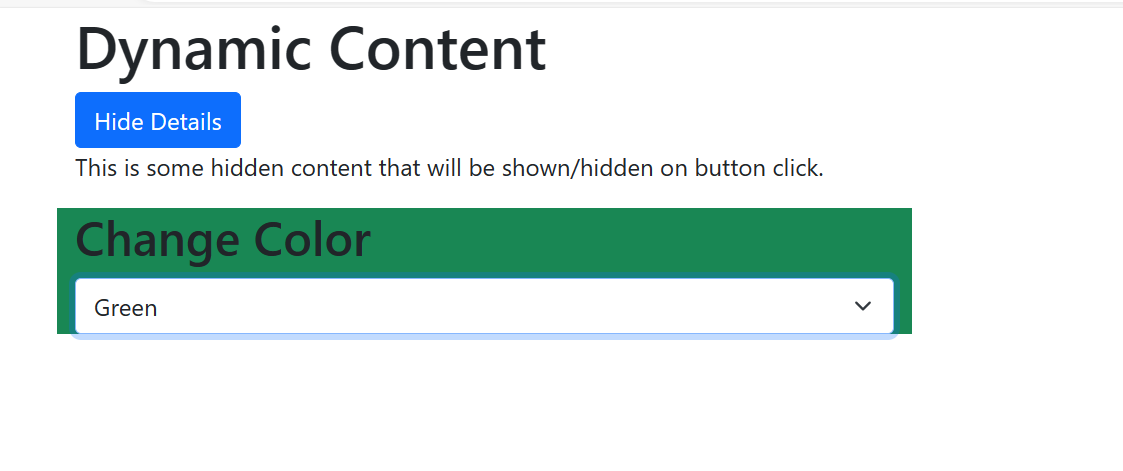 Dynamic Content
Hide Details
This is some hidden content that will be shown/hidden on button click.
Change Color
Green